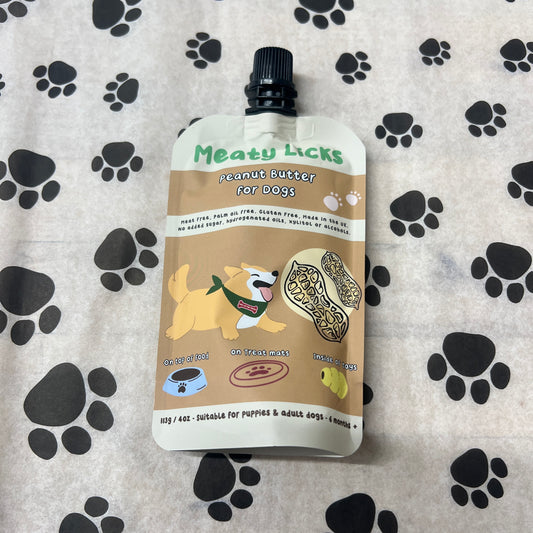 Meaty Licks
Peanut Butter
for Dogs
Meat Free, Palm Oil Free, Gluten Free, Made in the UK.
No added sugar, hydrogenated oils, xylitol or alcohols.
On top of food
On treat mats
113g / 4oz - Suitable for puppies & adult dogs - 6 months +